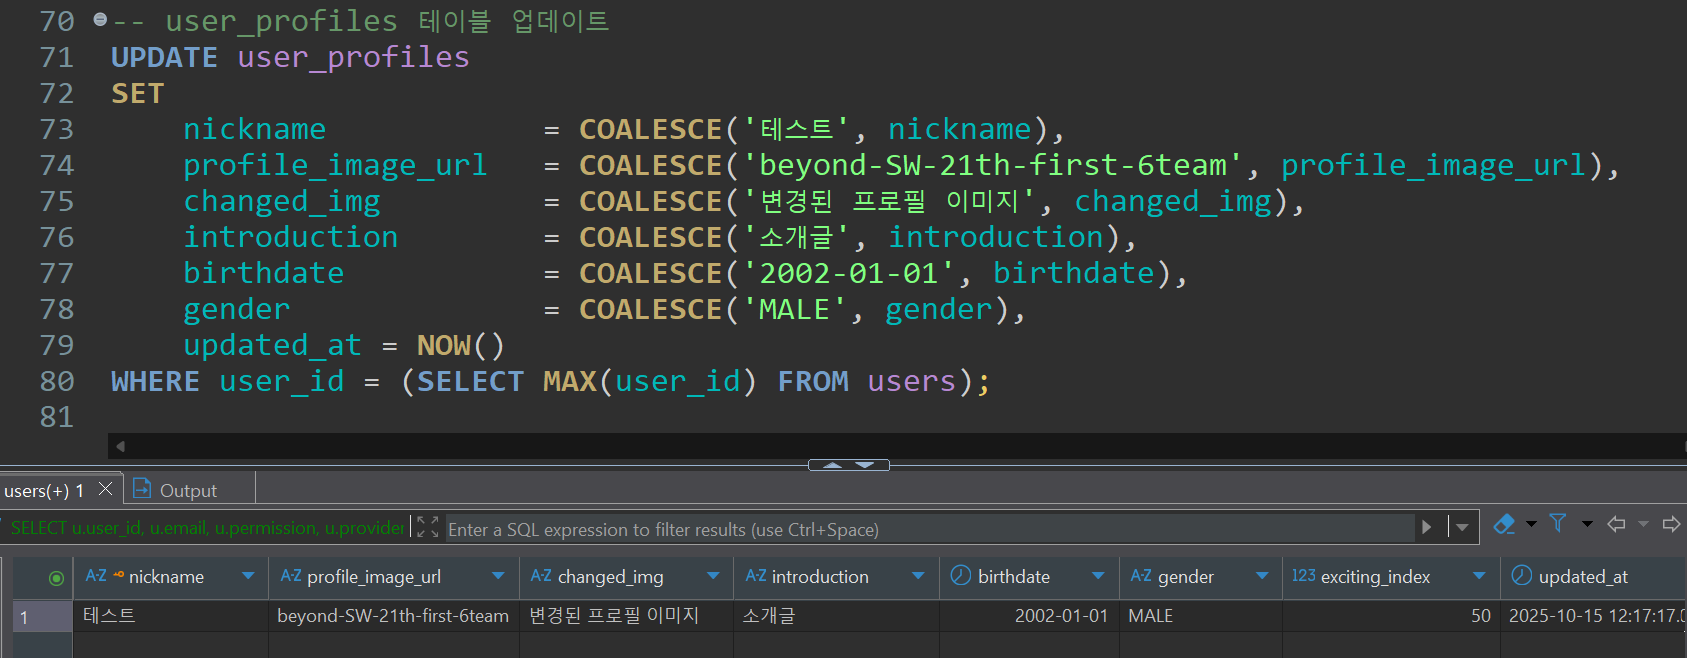 70 -- user_profiles 테이블 업데이트
71 UPDATE user_profiles
72 SET
73 nickname = COALESCE('테스트', nickname),
74 profile_image_url = COALESCE('beyond-SW-21th-first-6team', profile_image_url),
75 changed_img = COALESCE('변경된 프로필 이미지', changed_img),
76 introduction = COALESCE('소개글', introduction),
77 birthdate = COALESCE('2002-01-01', birthdate),
78 gender = COALESCE('MALE', gender),
79 updated_at = NOW()
80 WHERE user_id = (SELECT MAX(user_id) FROM users);
81
users(+) 1 Output
SELECT u.user_id, u.email, u.permission, u.provider Enter a SQL expression to filter results (use Ctrl+Space)
A-Z nickname A-Z profile_image_url A-Z changed_img A-Z introduction birthdate A-Z gender 123 exciting_index updated_at
1 테스트 beyond-SW-21th-first-6team 변경된 프로필 이미지 소개글 2002-01-01 MALE 50 2025-10-15 12:17:17.0